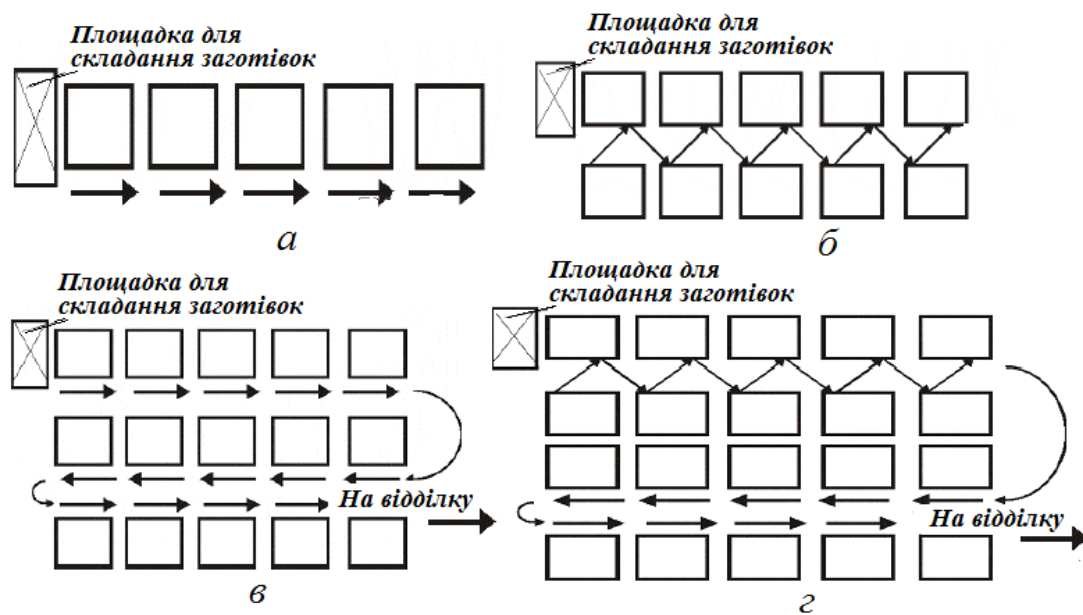 Площадка для
складання заготівок
а
Площадка для
складання заготівок
б
Площадка для
складання заготівок
На відділку
в
Площадка для
складання заготівок
На відділку
г